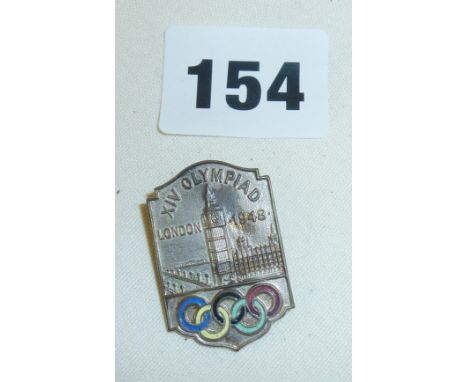 154
XIV OLYMPIAD
LONDON 1948